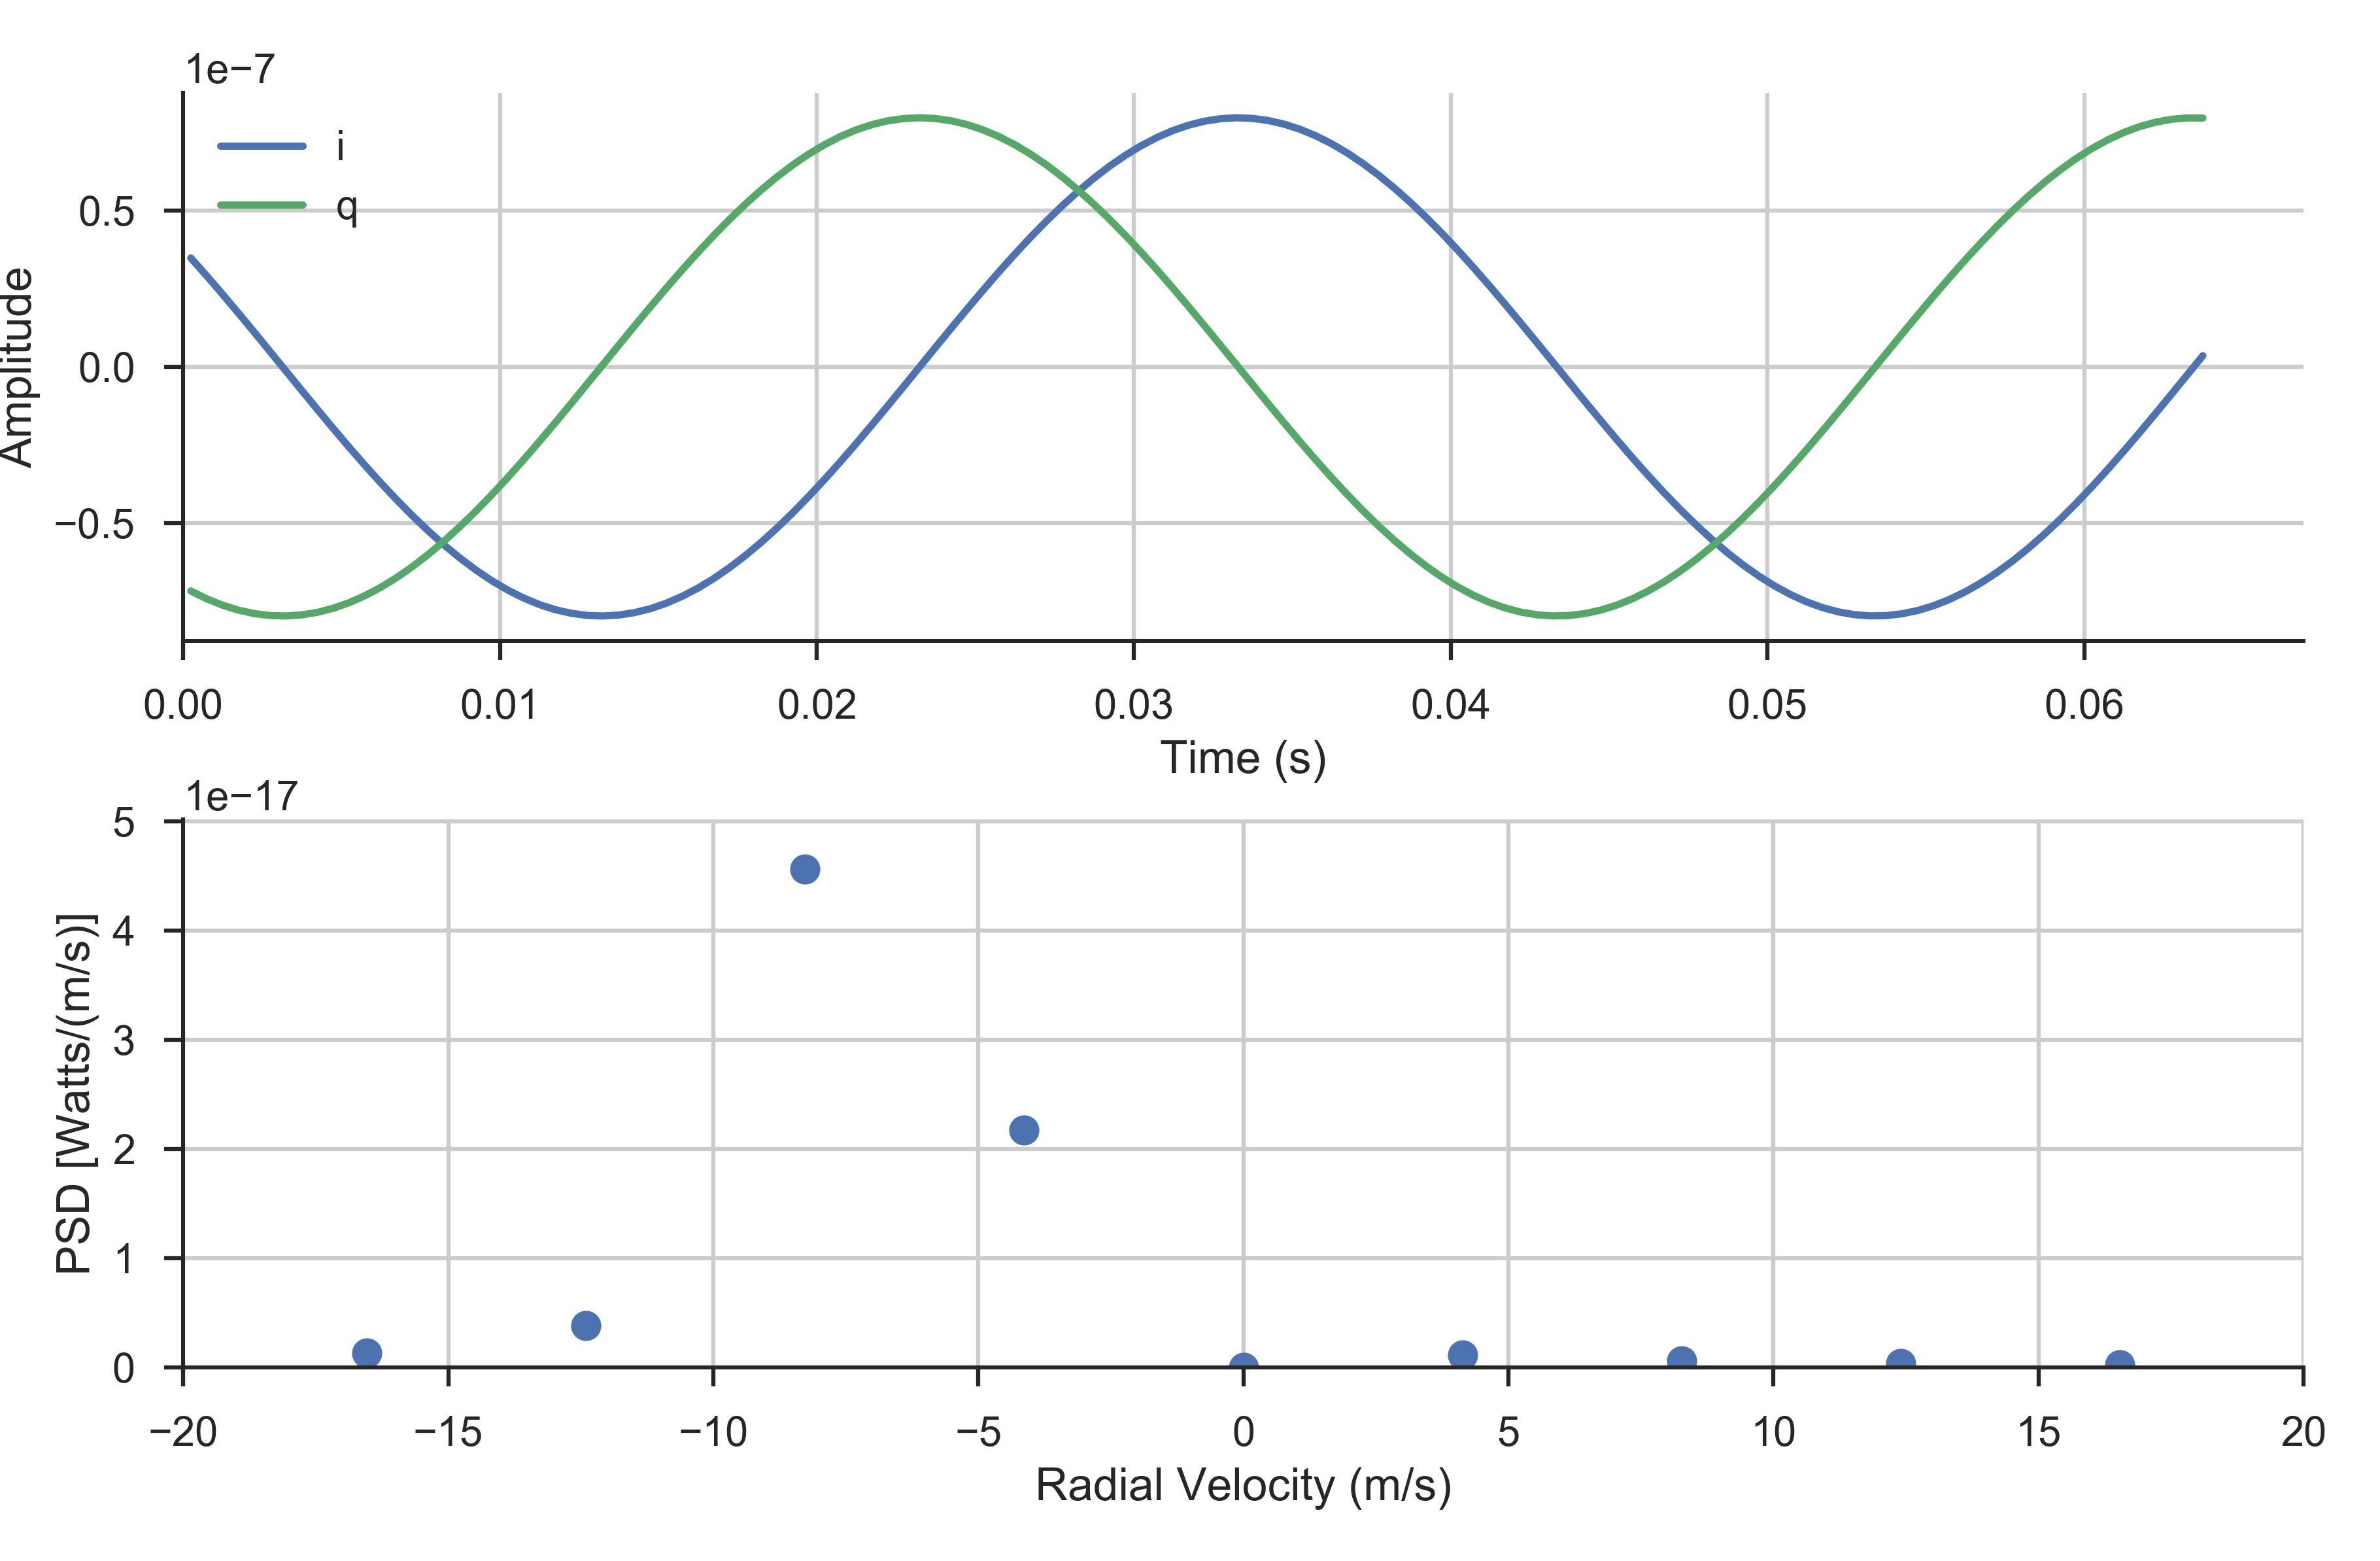 1e−7
i
q
0.5
0.0
−0.5
Amplitude
0.00 0.01 0.02 0.03 0.04 0.05 0.06
Time (s)
1e−17
5
4
3
2
1
0
PSD [Watts/(m/s)]
−20 −15 −10 −5 0 5 10 15 20
Radial Velocity (m/s)